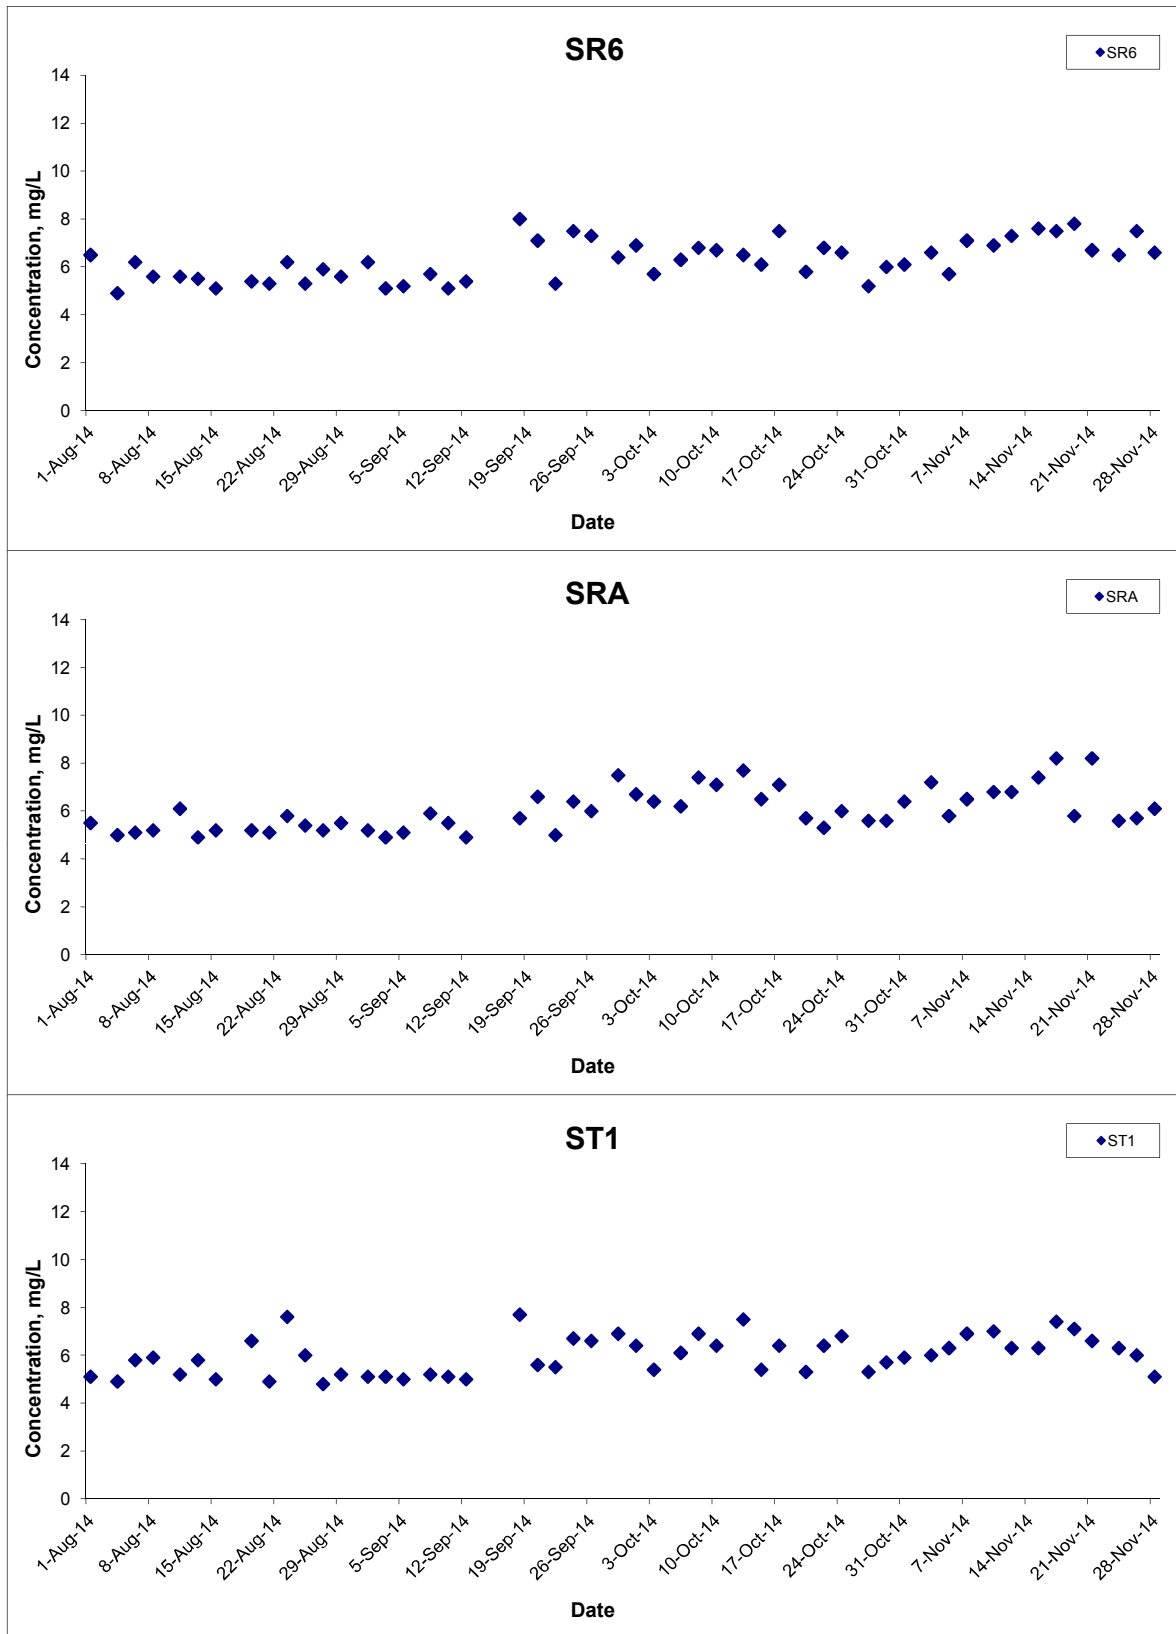 SR6
SR6
Concentration, mg/L
14
12
10
8
6
4
2
0
1-Aug-14
8-Aug-14
15-Aug-14
22-Aug-14
29-Aug-14
5-Sep-14
12-Sep-14
19-Sep-14
26-Sep-14
3-Oct-14
10-Oct-14
17-Oct-14
24-Oct-14
31-Oct-14
7-Nov-14
14-Nov-14
21-Nov-14
28-Nov-14
Date
SRA
SRA
Concentration, mg/L
14
12
10
8
6
4
2
0
1-Aug-14
8-Aug-14
15-Aug-14
22-Aug-14
29-Aug-14
5-Sep-14
12-Sep-14
19-Sep-14
26-Sep-14
3-Oct-14
10-Oct-14
17-Oct-14
24-Oct-14
31-Oct-14
7-Nov-14
14-Nov-14
21-Nov-14
28-Nov-14
Date
ST1
ST1
Concentration, mg/L
14
12
10
8
6
4
2
0
1-Aug-14
8-Aug-14
15-Aug-14
22-Aug-14
29-Aug-14
5-Sep-14
12-Sep-14
19-Sep-14
26-Sep-14
3-Oct-14
10-Oct-14
17-Oct-14
24-Oct-14
31-Oct-14
7-Nov-14
14-Nov-14
21-Nov-14
28-Nov-14
Date